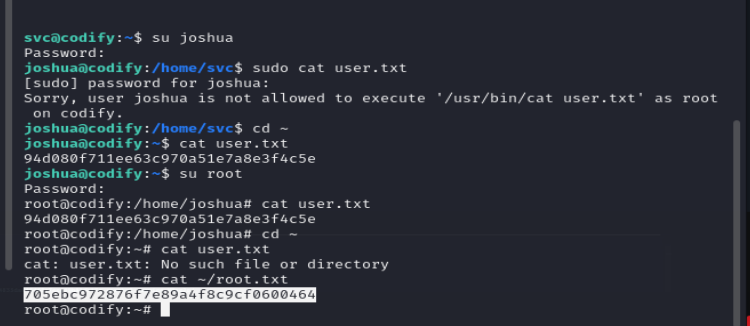 svc@codify:~$ su joshua
Password:
joshua@codify:/home/svc$ sudo cat user.txt
[sudo] password for joshua:
Sorry, user joshua is not allowed to execute '/usr/bin/cat user.txt' as root
 on codify.
joshua@codify:/home/svc$ cd ~
joshua@codify:~$ cat user.txt
94d080f711ee63c970a51e7a8e3f4c5e
joshua@codify:~$ su root
Password:
root@codify:/home/joshua# cat user.txt
94d080f711ee63c970a51e7a8e3f4c5e
root@codify:/home/joshua# cd ~
root@codify:~# cat user.txt
cat: user.txt: No such file or directory
root@codify:~# cat ~/root.txt
705ebc972876f7e89a4f8c9cf0600464
root@codify:~#